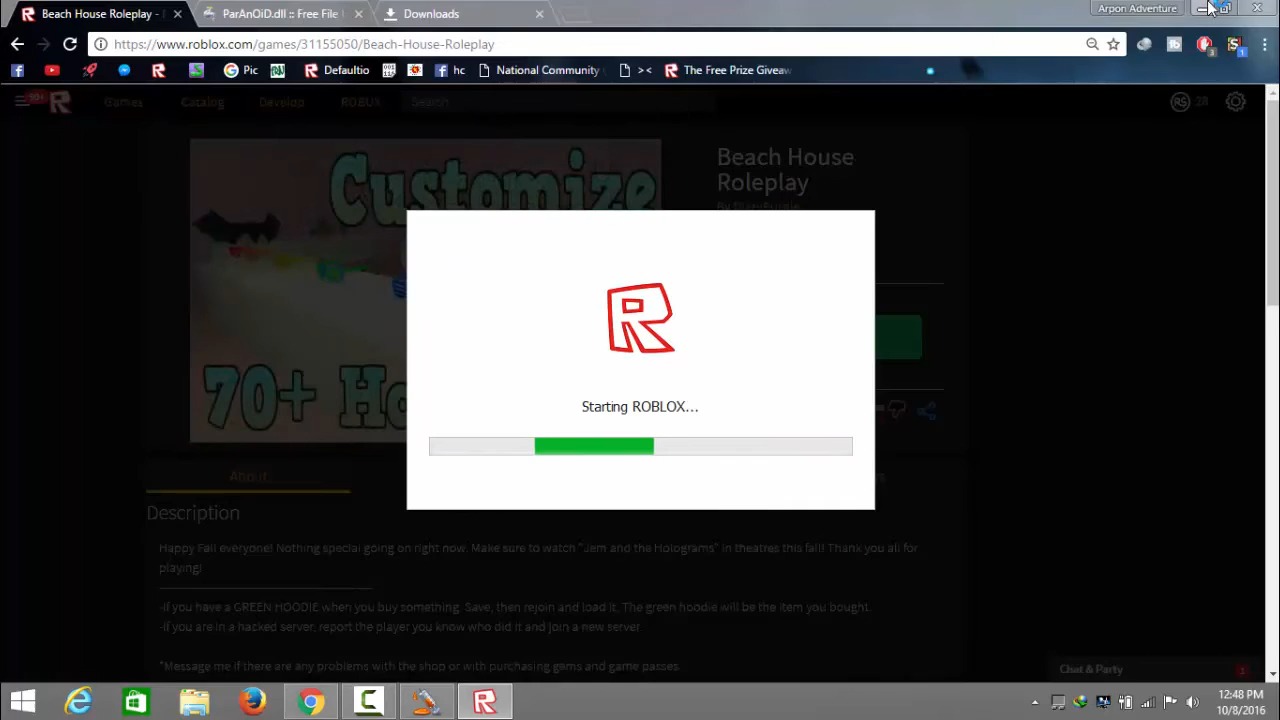 Beach House Roleplay -
ParAnOiD.dll :: Free File
Downloads
Arpon Adventure
https://www.roblox.com/games/31155050/Beach-House-Roleplay
Pic
Defaultio
hc
National Community
> <
The Free Prize Giveaw
99+
Games
Catalog
Develop
ROBUX
Search
R$ 28
Customize
70+ Ho
Beach House
Roleplay
Starting ROBLOX...
About
Description
Happy Fall everyone! Nothing special going on right now. Make sure to watch "Jem and the Holograms" in theatres this fall! Thank you all for
playing!
-If you have a GREEN HOODIE when you buy something. Save, then rejoin and load it. The green hoodie will be the item you bought.
-If you are in a hacked server, report the player you know who did it and join a new server.
*Message me if there are any problems with the shop or with purchasing gems and game passes.
Chat & Party
1
12:48 PM
10/8/2016